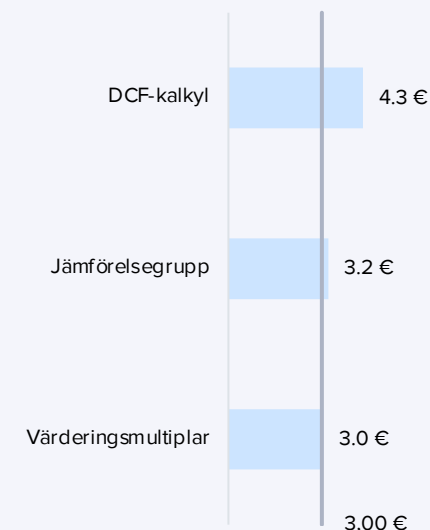 DCF-kalkyl
4.3 €
Jämförelsegrupp
3.2 €
Värderingsmultiplar
3.0 €
3.00 €